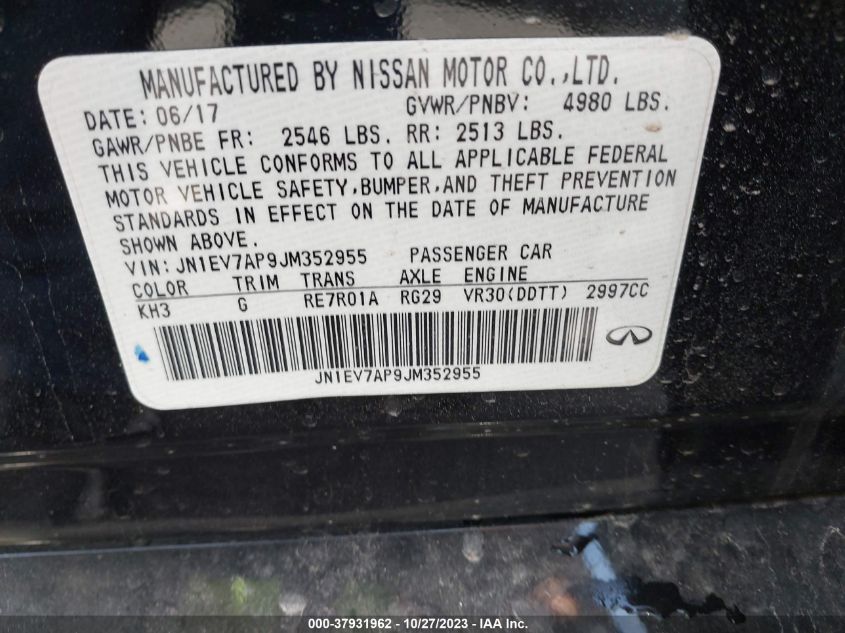 MANUFACTURED BY NISSAN MOTOR CO.,LTD.
DATE: 06/17 GVWR/PNBV: 4980 LBS.
GAWR/PNBE FR: 2546 LBS. RR: 2513 LBS.
THIS VEHICLE CONFORMS TO ALL APPLICABLE FEDERAL
MOTOR VEHICLE SAFETY,BUMPER,AND THEFT PREVENTION
STANDARDS IN EFFECT ON THE DATE OF MANUFACTURE
SHOWN ABOVE.
VIN: JN1EV7AP9JM352955 PASSENGER CAR
COLOR TRIM TRANS AXLE ENGINE
KH3 G RE7R01A RG29 VR30(DDTT) 2997CC
JN1EV7AP9JM352955
000-37931962 - 10/27/2023 - IAA Inc.